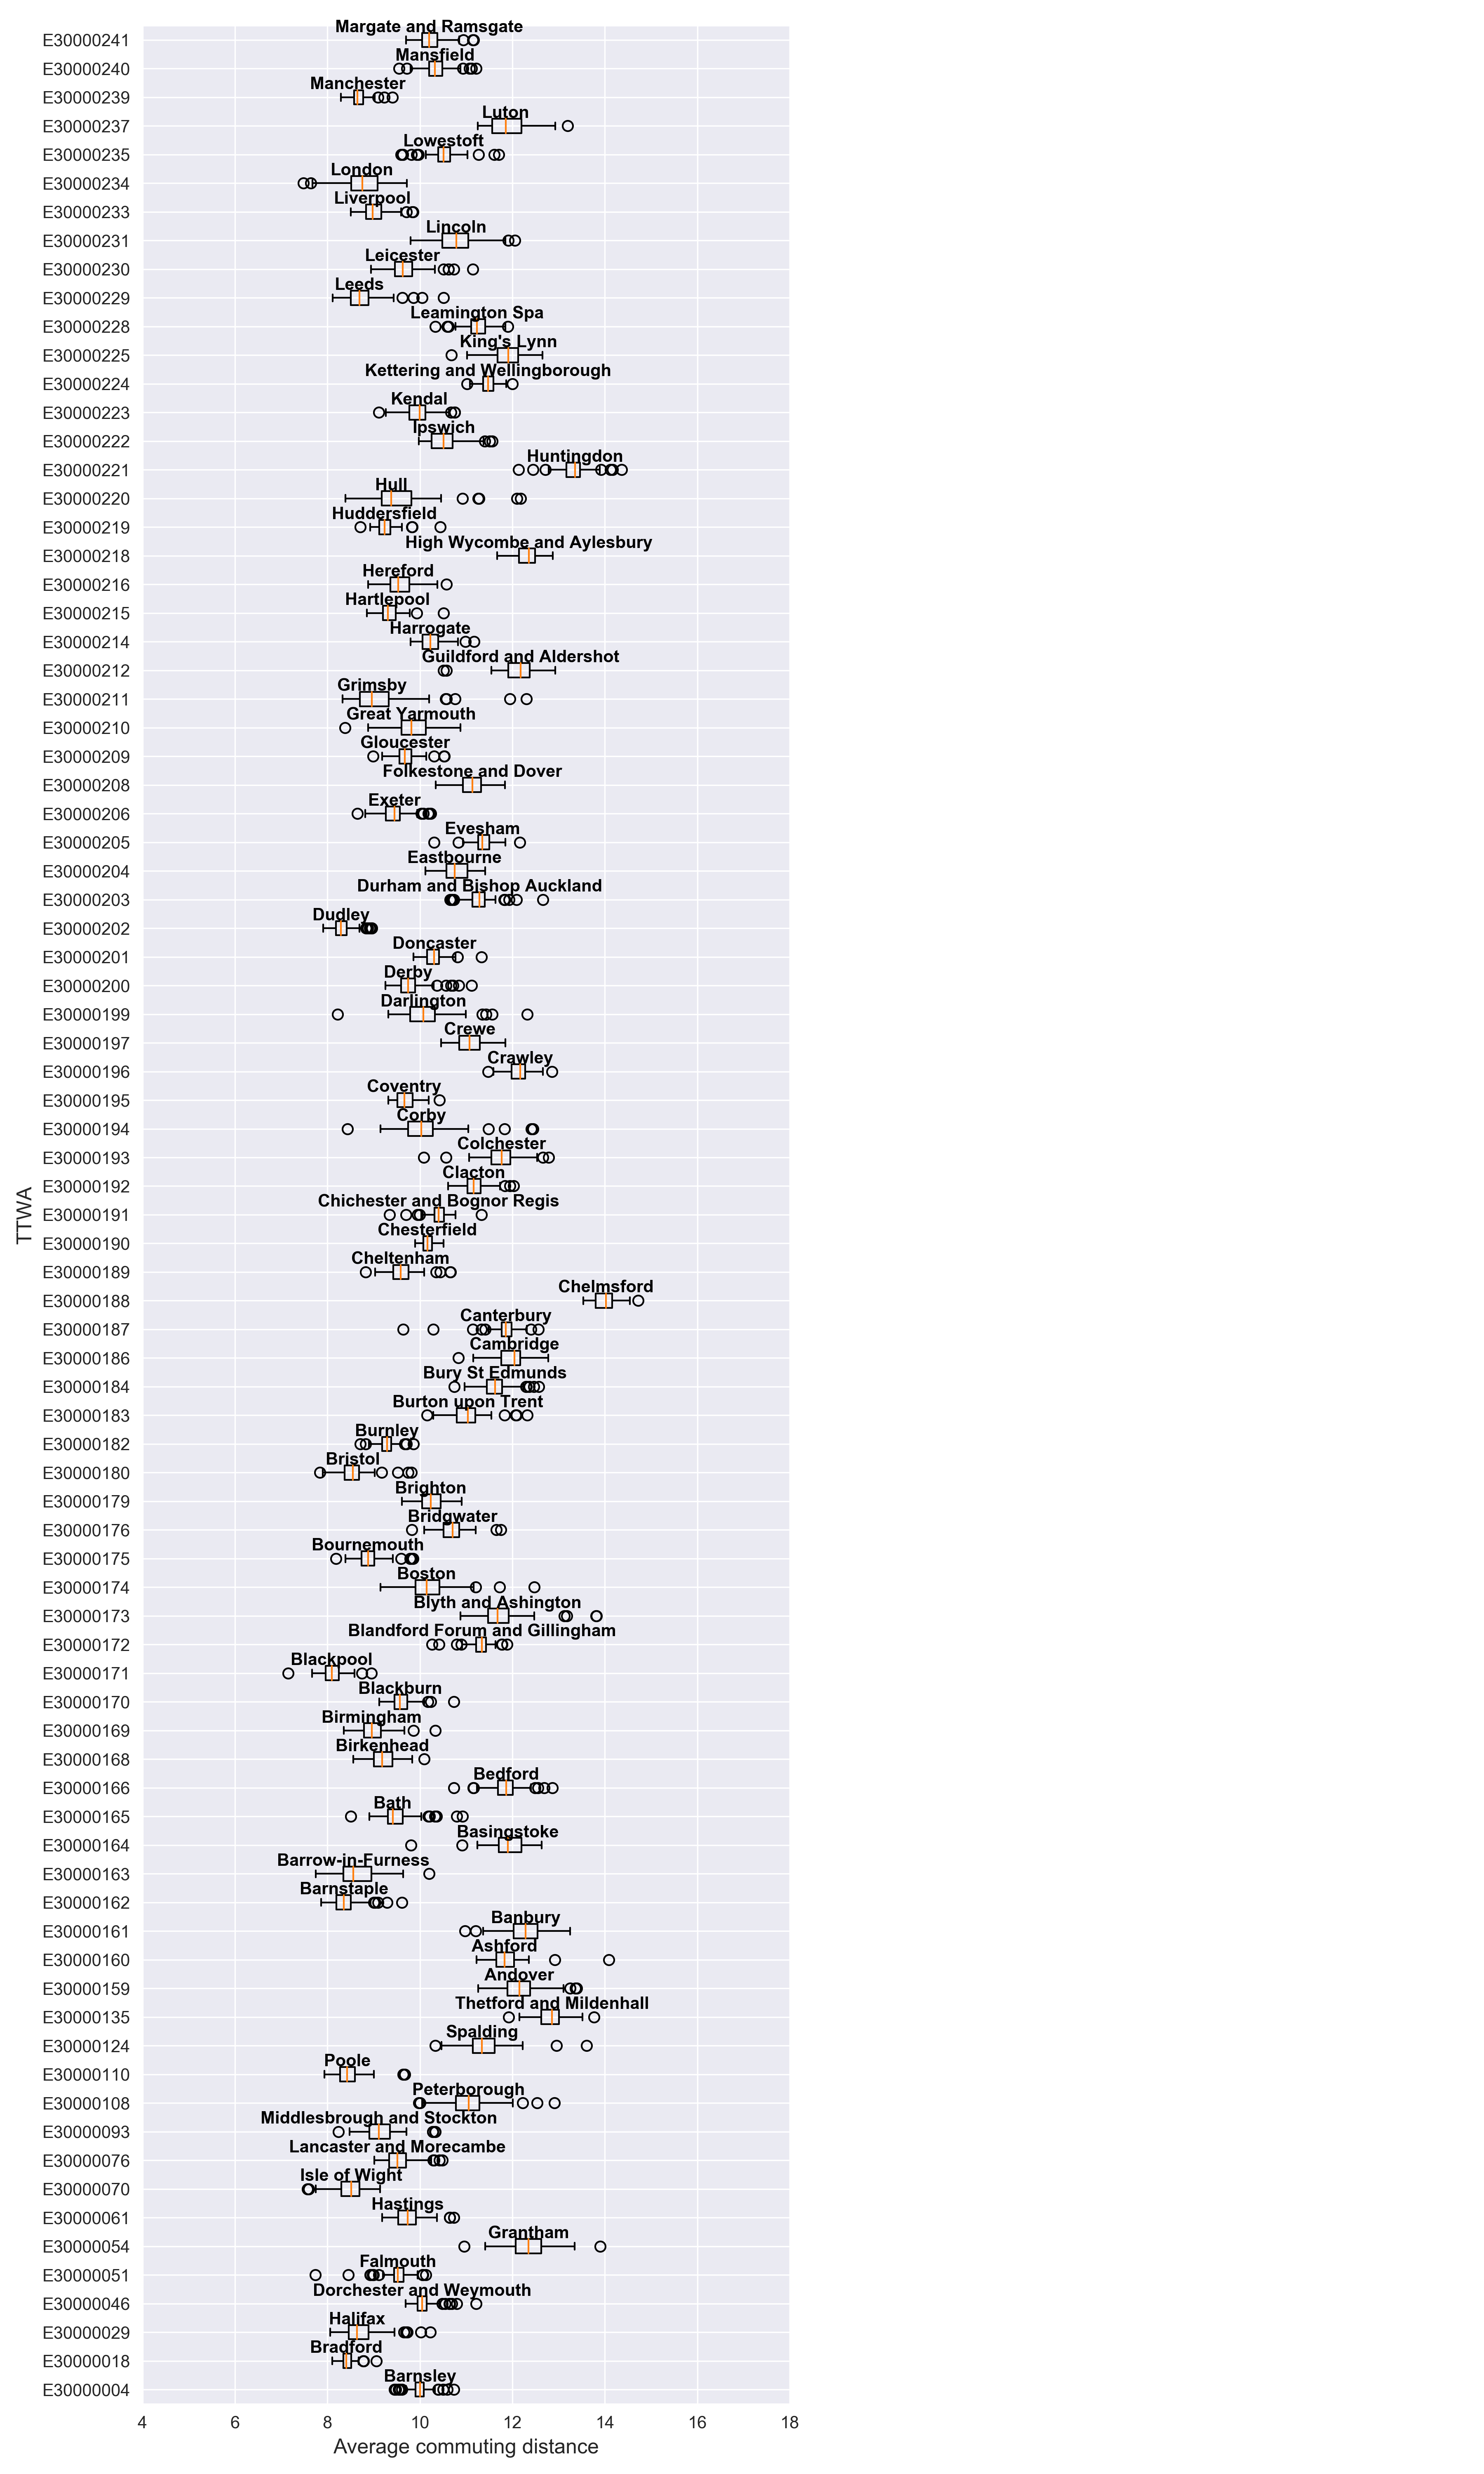 Margate and Ramsgate
E30000241
Mansfield
E30000240
Manchester
E30000239
Luton
E30000237
Lowestoft
E30000235
London
E30000234
Liverpool
E30000233
Lincoln
E30000231
Leicester
E30000230
Leeds
E30000229
Leamington Spa
E30000228
King's Lynn
E30000225
Kettering and Wellingborough
E30000224
Kendal
E30000223
Ipswich
E30000222
Huntingdon
E30000221
Hull
E30000220
Huddersfield
E30000219
High Wycombe and Aylesbury
E30000218
Hereford
E30000216
Hartlepool
E30000215
Harrogate
E30000214
Guildford and Aldershot
E30000212
Grimsby
E30000211
Great Yarmouth
E30000210
Gloucester
E30000209
Folkestone and Dover
E30000208
Exeter
E30000206
Evesham
E30000205
Eastbourne
E30000204
Durham and Bishop Auckland
E30000203
Dudley
E30000202
Doncaster
E30000201
Derby
E30000200
Darlington
E30000199
Crewe
E30000197
Crawley
E30000196
Coventry
E30000195
Corby
E30000194
Colchester
E30000193
Clacton
E30000192
Chichester and Bognor Regis
E30000191
Chesterfield
E30000190
Cheltenham
E30000189
Chelmsford
E30000188
Canterbury
E30000187
Cambridge
E30000186
Bury St Edmunds
E30000184
Burton upon Trent
E30000183
Burnley
E30000182
Bristol
E30000180
Brighton
E30000179
Bridgwater
E30000176
Bournemouth
E30000175
Boston
E30000174
Blyth and Ashington
E30000173
Blandford Forum and Gillingham
E30000172
Blackpool
E30000171
Blackburn
E30000170
Birmingham
E30000169
Birkenhead
E30000168
Bedford
E30000166
Bath
E30000165
Basingstoke
E30000164
Barrow-in-Furness
E30000163
Barnstaple
E30000162
Banbury
E30000161
Ashford
E30000160
Andover
E30000159
Thetford and Mildenhall
E30000135
Spalding
E30000124
Poole
E30000110
Peterborough
E30000108
Middlesbrough and Stockton
E30000093
Lancaster and Morecambe
E30000076
Isle of Wight
E30000070
Hastings
E30000061
Grantham
E30000054
Falmouth
E30000051
Dorchester and Weymouth
E30000046
Halifax
E30000029
Bradford
E30000018
Barnsley
E30000004
TTWA
4 6 8 10 12 14 16 18
Average commuting distance